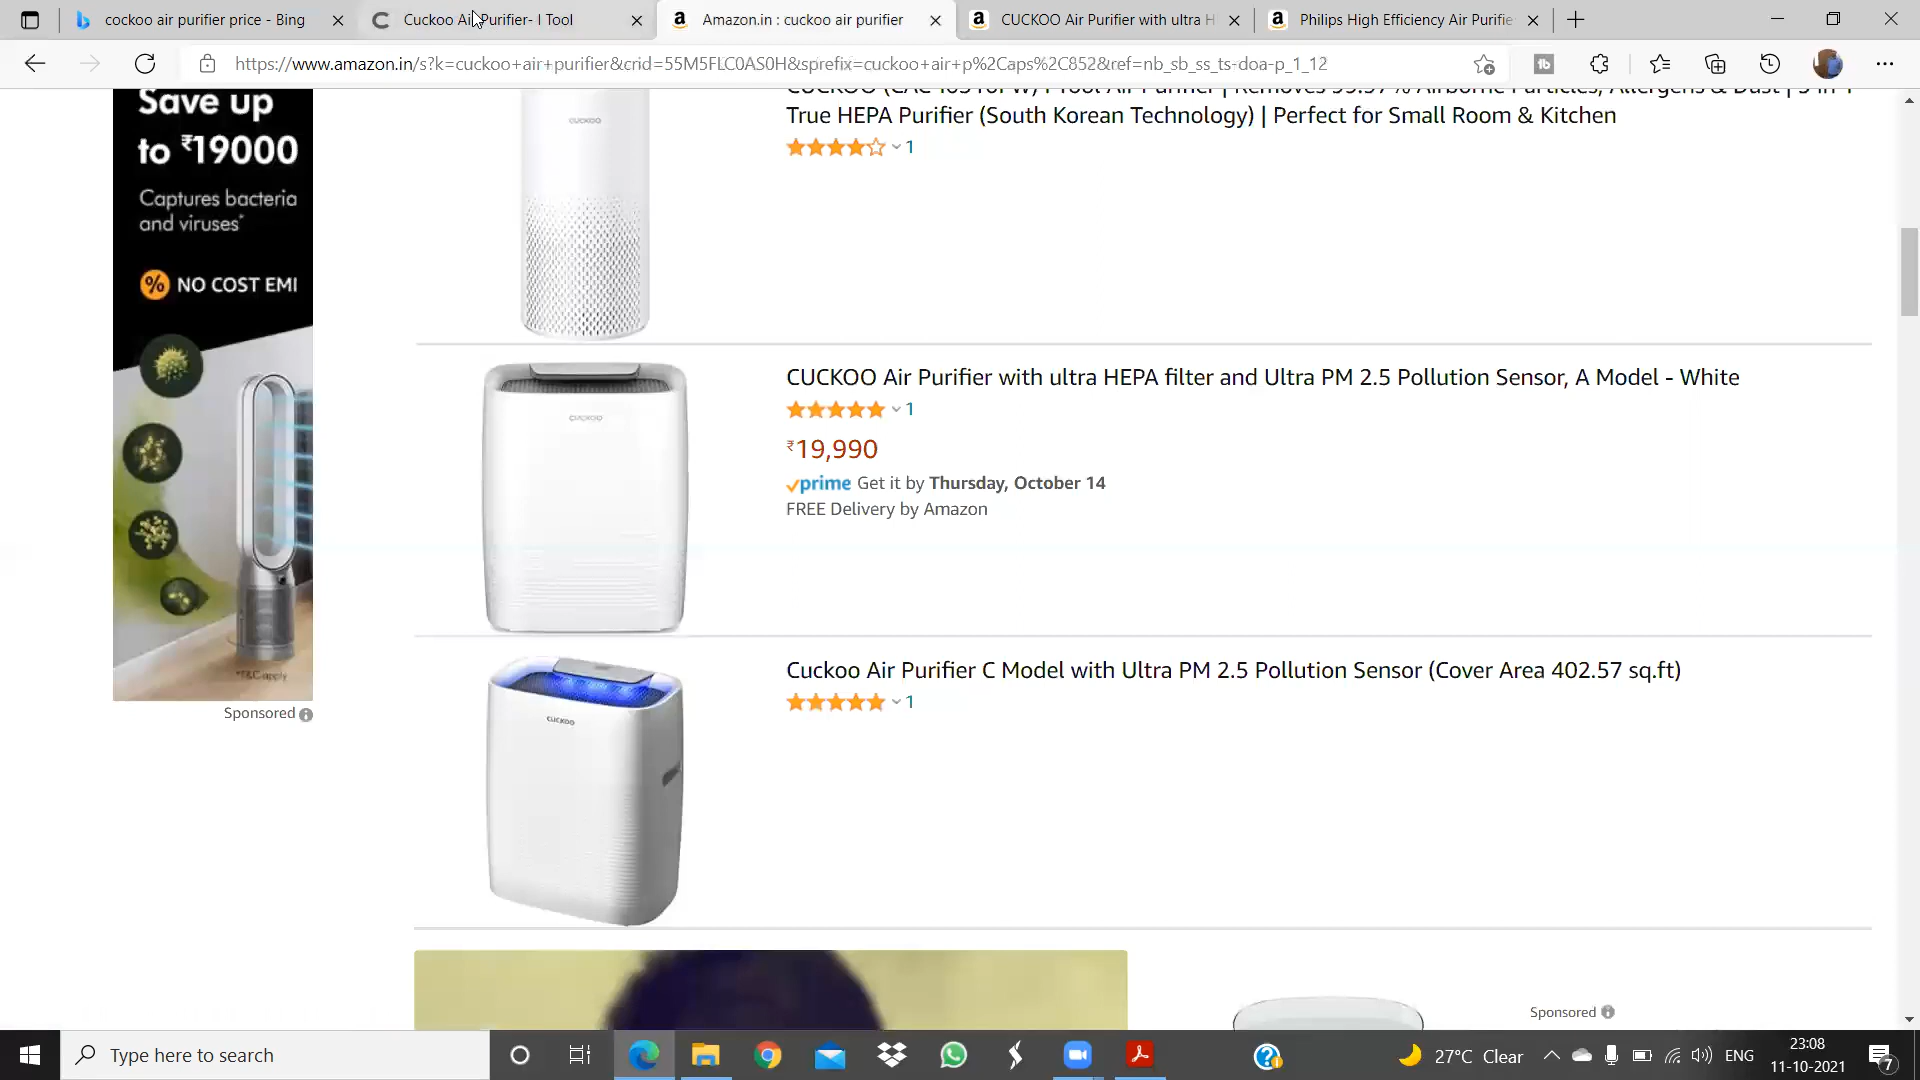 cockoo air purifier price - Bing
Cuckoo Air Purifier- I Tool
Amazon.in : cuckoo air purifier
CUCKOO Air Purifier with ultra H
Philips High Efficiency Air Purifie
https://www.amazon.in/s?k=cuckoo+air+purifier&crid=55M5FLC0AS0H&sprefix=cuckoo+air+p%2Caps%2C852&ref=nb_sb_ss_ts-doa-p_1_12
Save up
to ₹19000
Captures bacteria
and viruses*
% NO COST EMI
*T&C apply
Sponsored
CUCKOO
True HEPA Purifier (South Korean Technology) | Perfect for Small Room & Kitchen
1
CUCKOO
CUCKOO Air Purifier with ultra HEPA filter and Ultra PM 2.5 Pollution Sensor, A Model - White
1
₹19,990
prime Get it by Thursday, October 14
FREE Delivery by Amazon
CUCKOO
Cuckoo Air Purifier C Model with Ultra PM 2.5 Pollution Sensor (Cover Area 402.57 sq.ft)
1
Sponsored
Type here to search
27°C Clear
ENG
23:08
11-10-2021
7